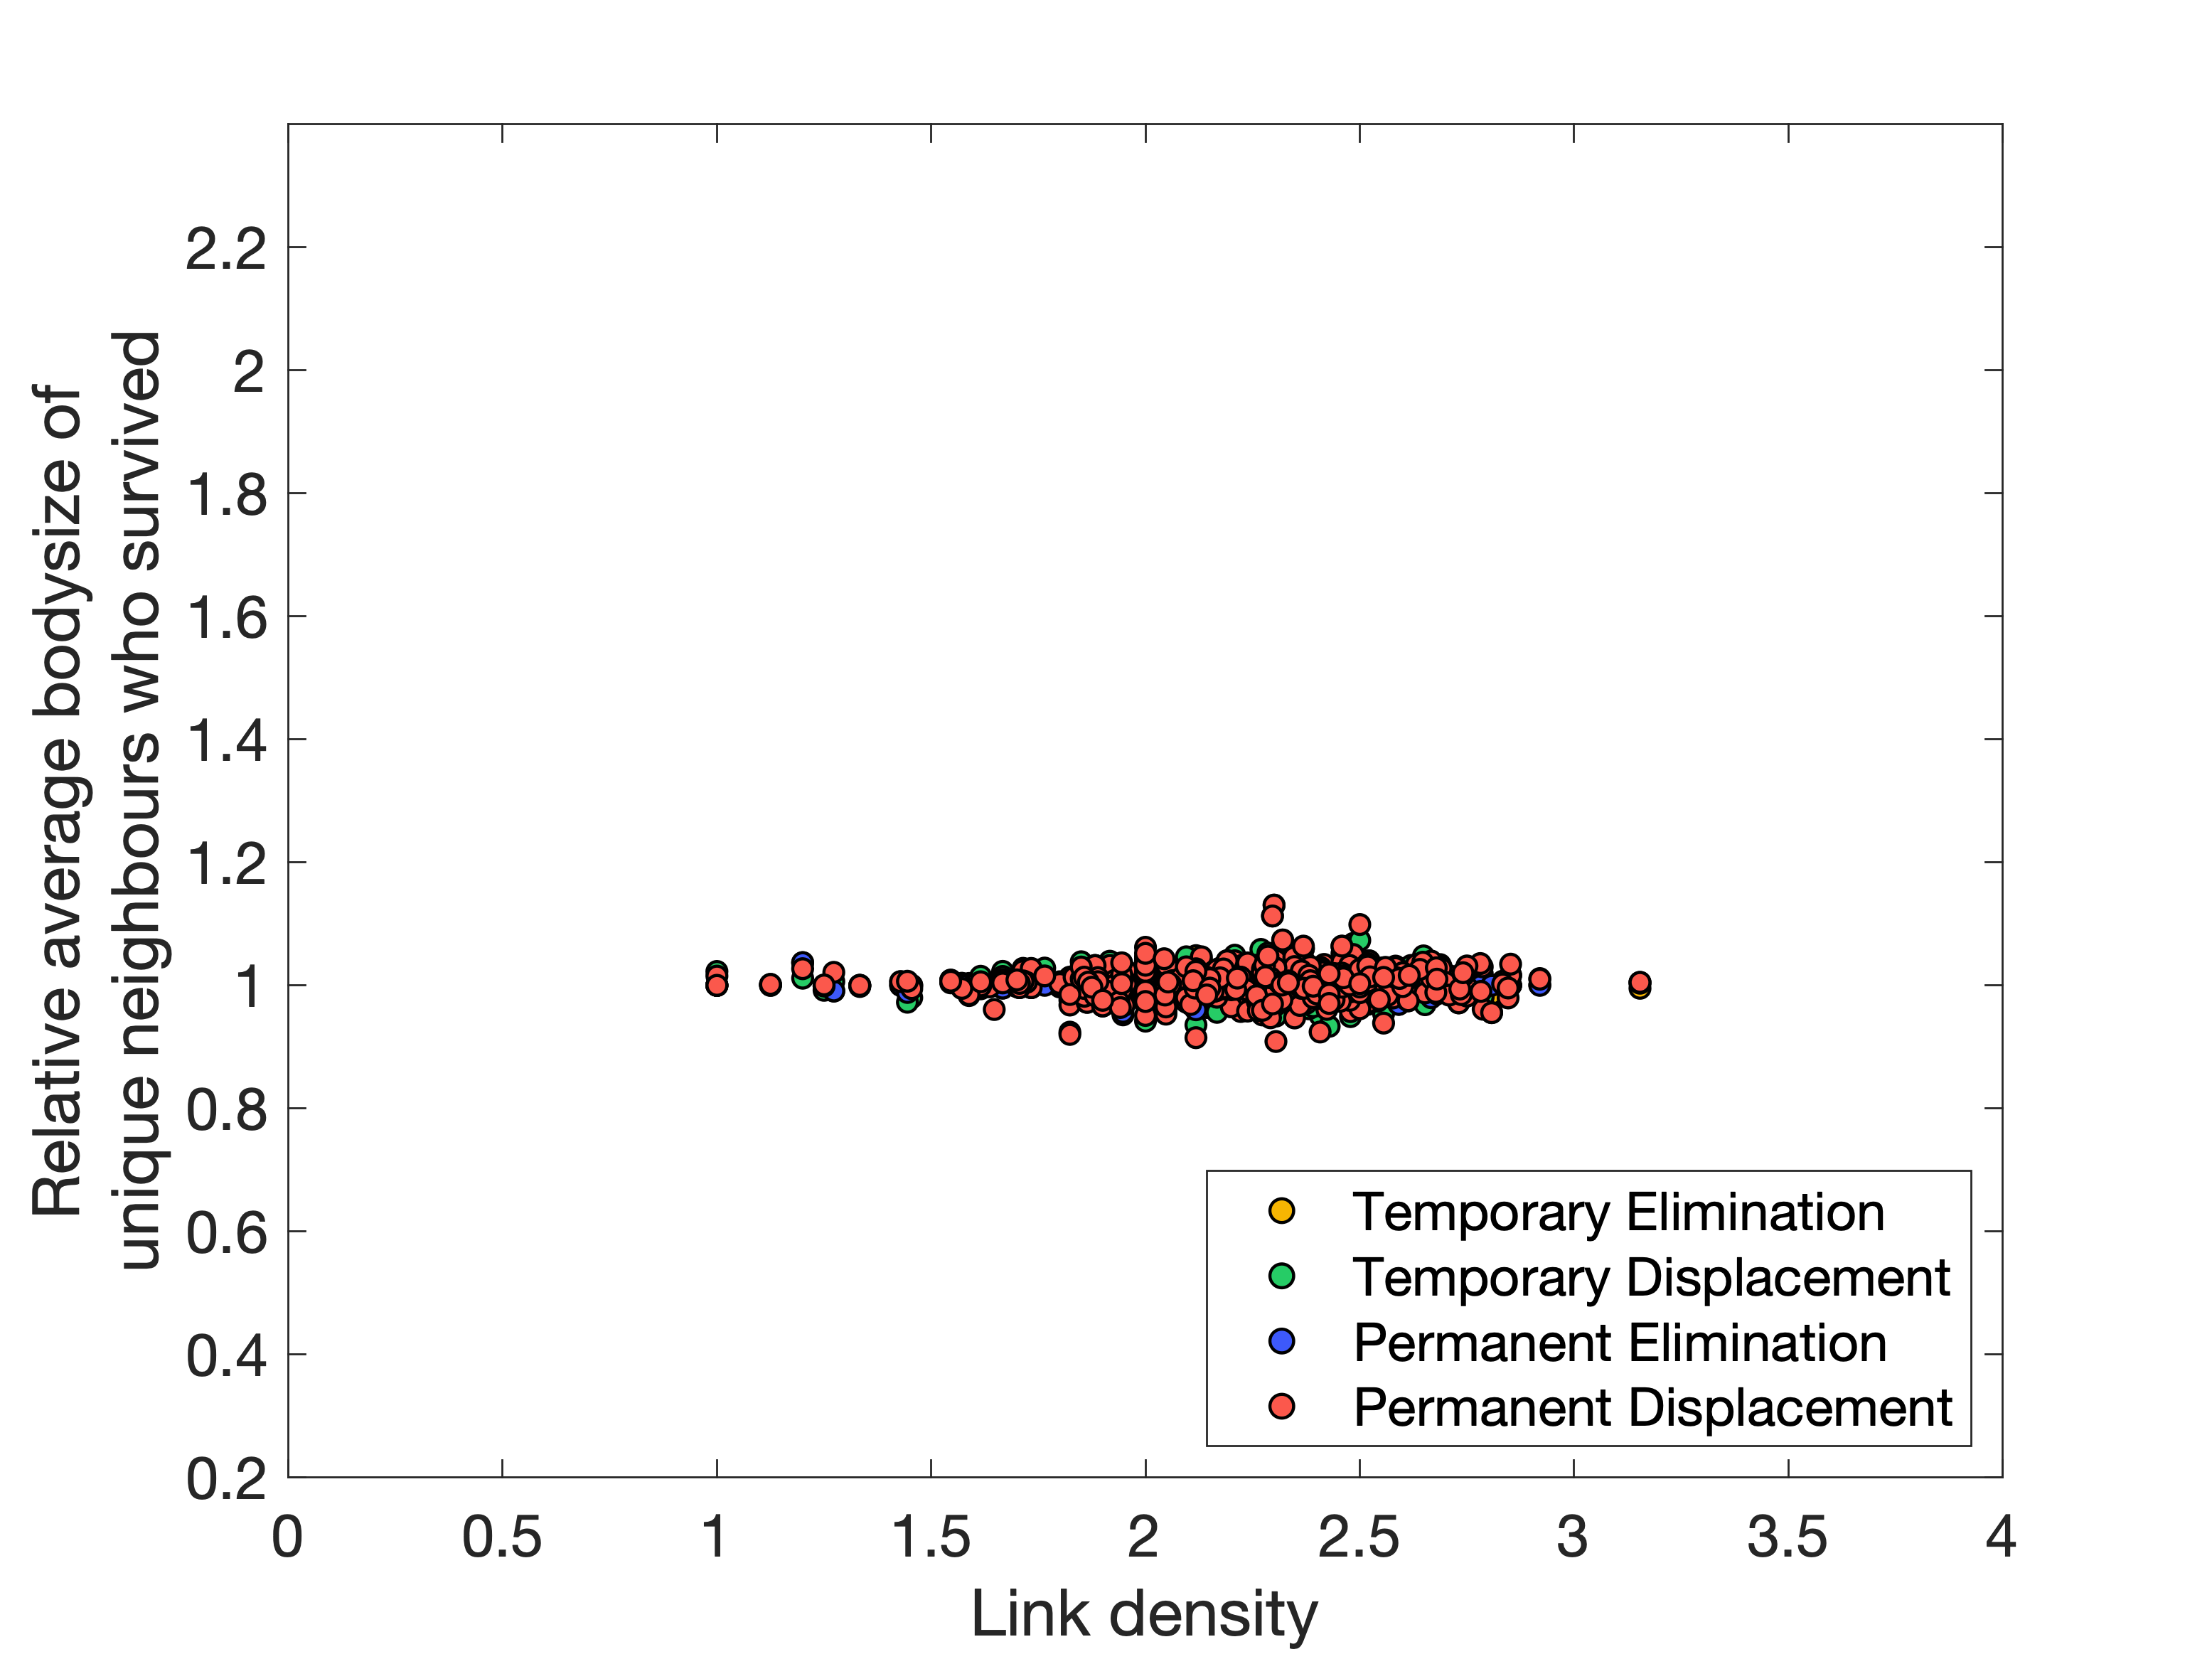 Relative average bodysize of
unique neighbours who survived
2.2
2
1.8
1.6
1.4
1.2
1
0.8
0.6
0.4
0.2
Temporary Elimination
Temporary Displacement
Permanent Elimination
Permanent Displacement
0 0.5 1 1.5 2 2.5 3 3.5 4
Link density